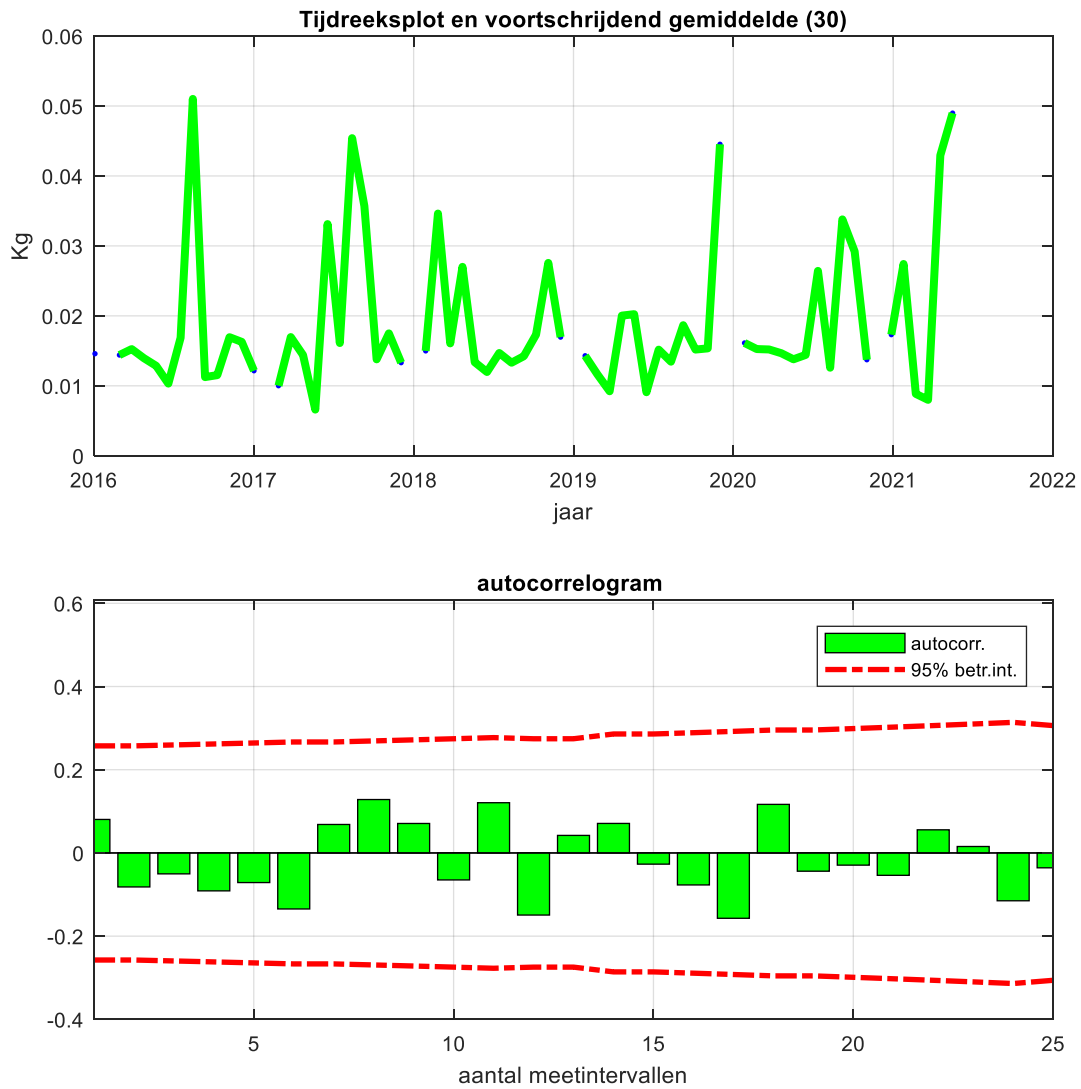 Tijdreeksplot en voortschrijdend gemiddelde (30)
0.06
0.05
0.04
0.03
0.02
0.01
0
Kg
2016 2017 2018 2019 2020 2021 2022
jaar
autocorrelogram
0.6
0.4
0.2
0
-0.2
-0.4
autocorr.
95% betr.int.
5 10 15 20 25
aantal meetintervallen